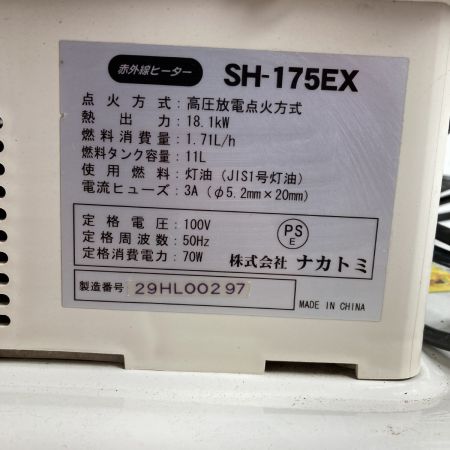 赤外線ヒーター SH-175EX
点火方式:高圧放電点火方式
熱出力:18.1kW
燃料消費量:1.71L/h
燃料タンク容量:11L
使用燃料:灯油(JIS1号灯油)
電流ヒューズ:3A(φ5.2mm×20mm)
定格電圧:100V
定格周波数:50Hz
定格消費電力:70W
PS
E
株式会社 ナカトミ
製造番号 29HL00297
MADE IN CHINA